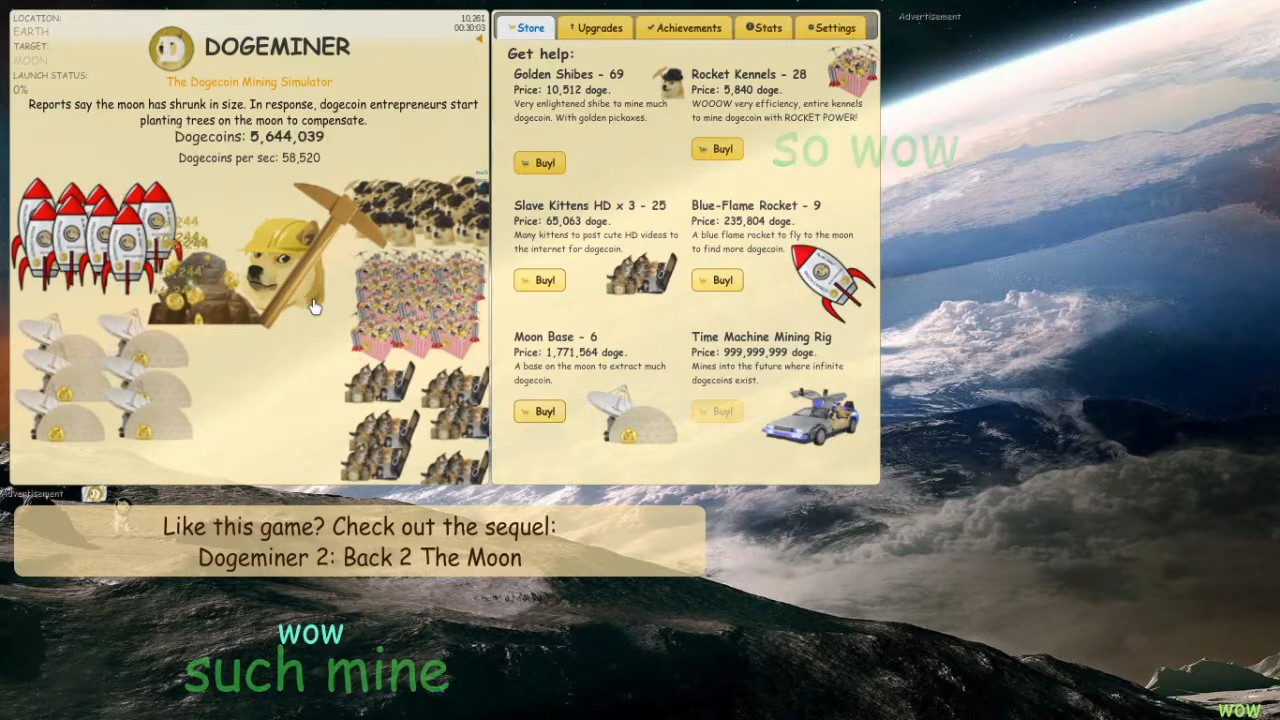 LOCATION:
EARTH
TARGET:
MOON
LAUNCH STATUS:
0%
10,261
00:30:03
DOGEMINER
The Dogecoin Mining Simulator
Reports say the moon has shrunk in size. In response, dogecoin entrepreneurs start
planting trees on the moon to compensate.
Dogecoins: 5,644,039
Dogecoins per sec: 58,520
244
244
244
such
Store
Upgrades
Achievements
Stats
Settings
Get help:
Golden Shibes - 69
Price: 10,512 doge.
Very enlightened shibe to mine much
dogecoin. With golden pickaxes.
Buy!
Rocket Kennels - 28
Price: 5,840 doge.
WOOOW very efficiency, entire kennels
to mine dogecoin with ROCKET POWER!
Buy!
Slave Kittens HD x 3 - 25
Price: 65,063 doge.
Many kittens to post cute HD videos to
the internet for dogecoin.
Buy!
Blue-Flame Rocket - 9
Price: 235,804 doge.
A blue flame rocket to fly to the moon
to find more dogecoin.
Buy!
Moon Base - 6
Price: 1,771,564 doge.
A base on the moon to extract much
dogecoin.
Buy!
Time Machine Mining Rig
Price: 999,999,999 doge.
Mines into the future where infinite
dogecoins exist.
Buy!
Advertisement
so wow
Advertisement
Like this game? Check out the sequel:
Dogeminer 2: Back 2 The Moon
wow
such mine
wow